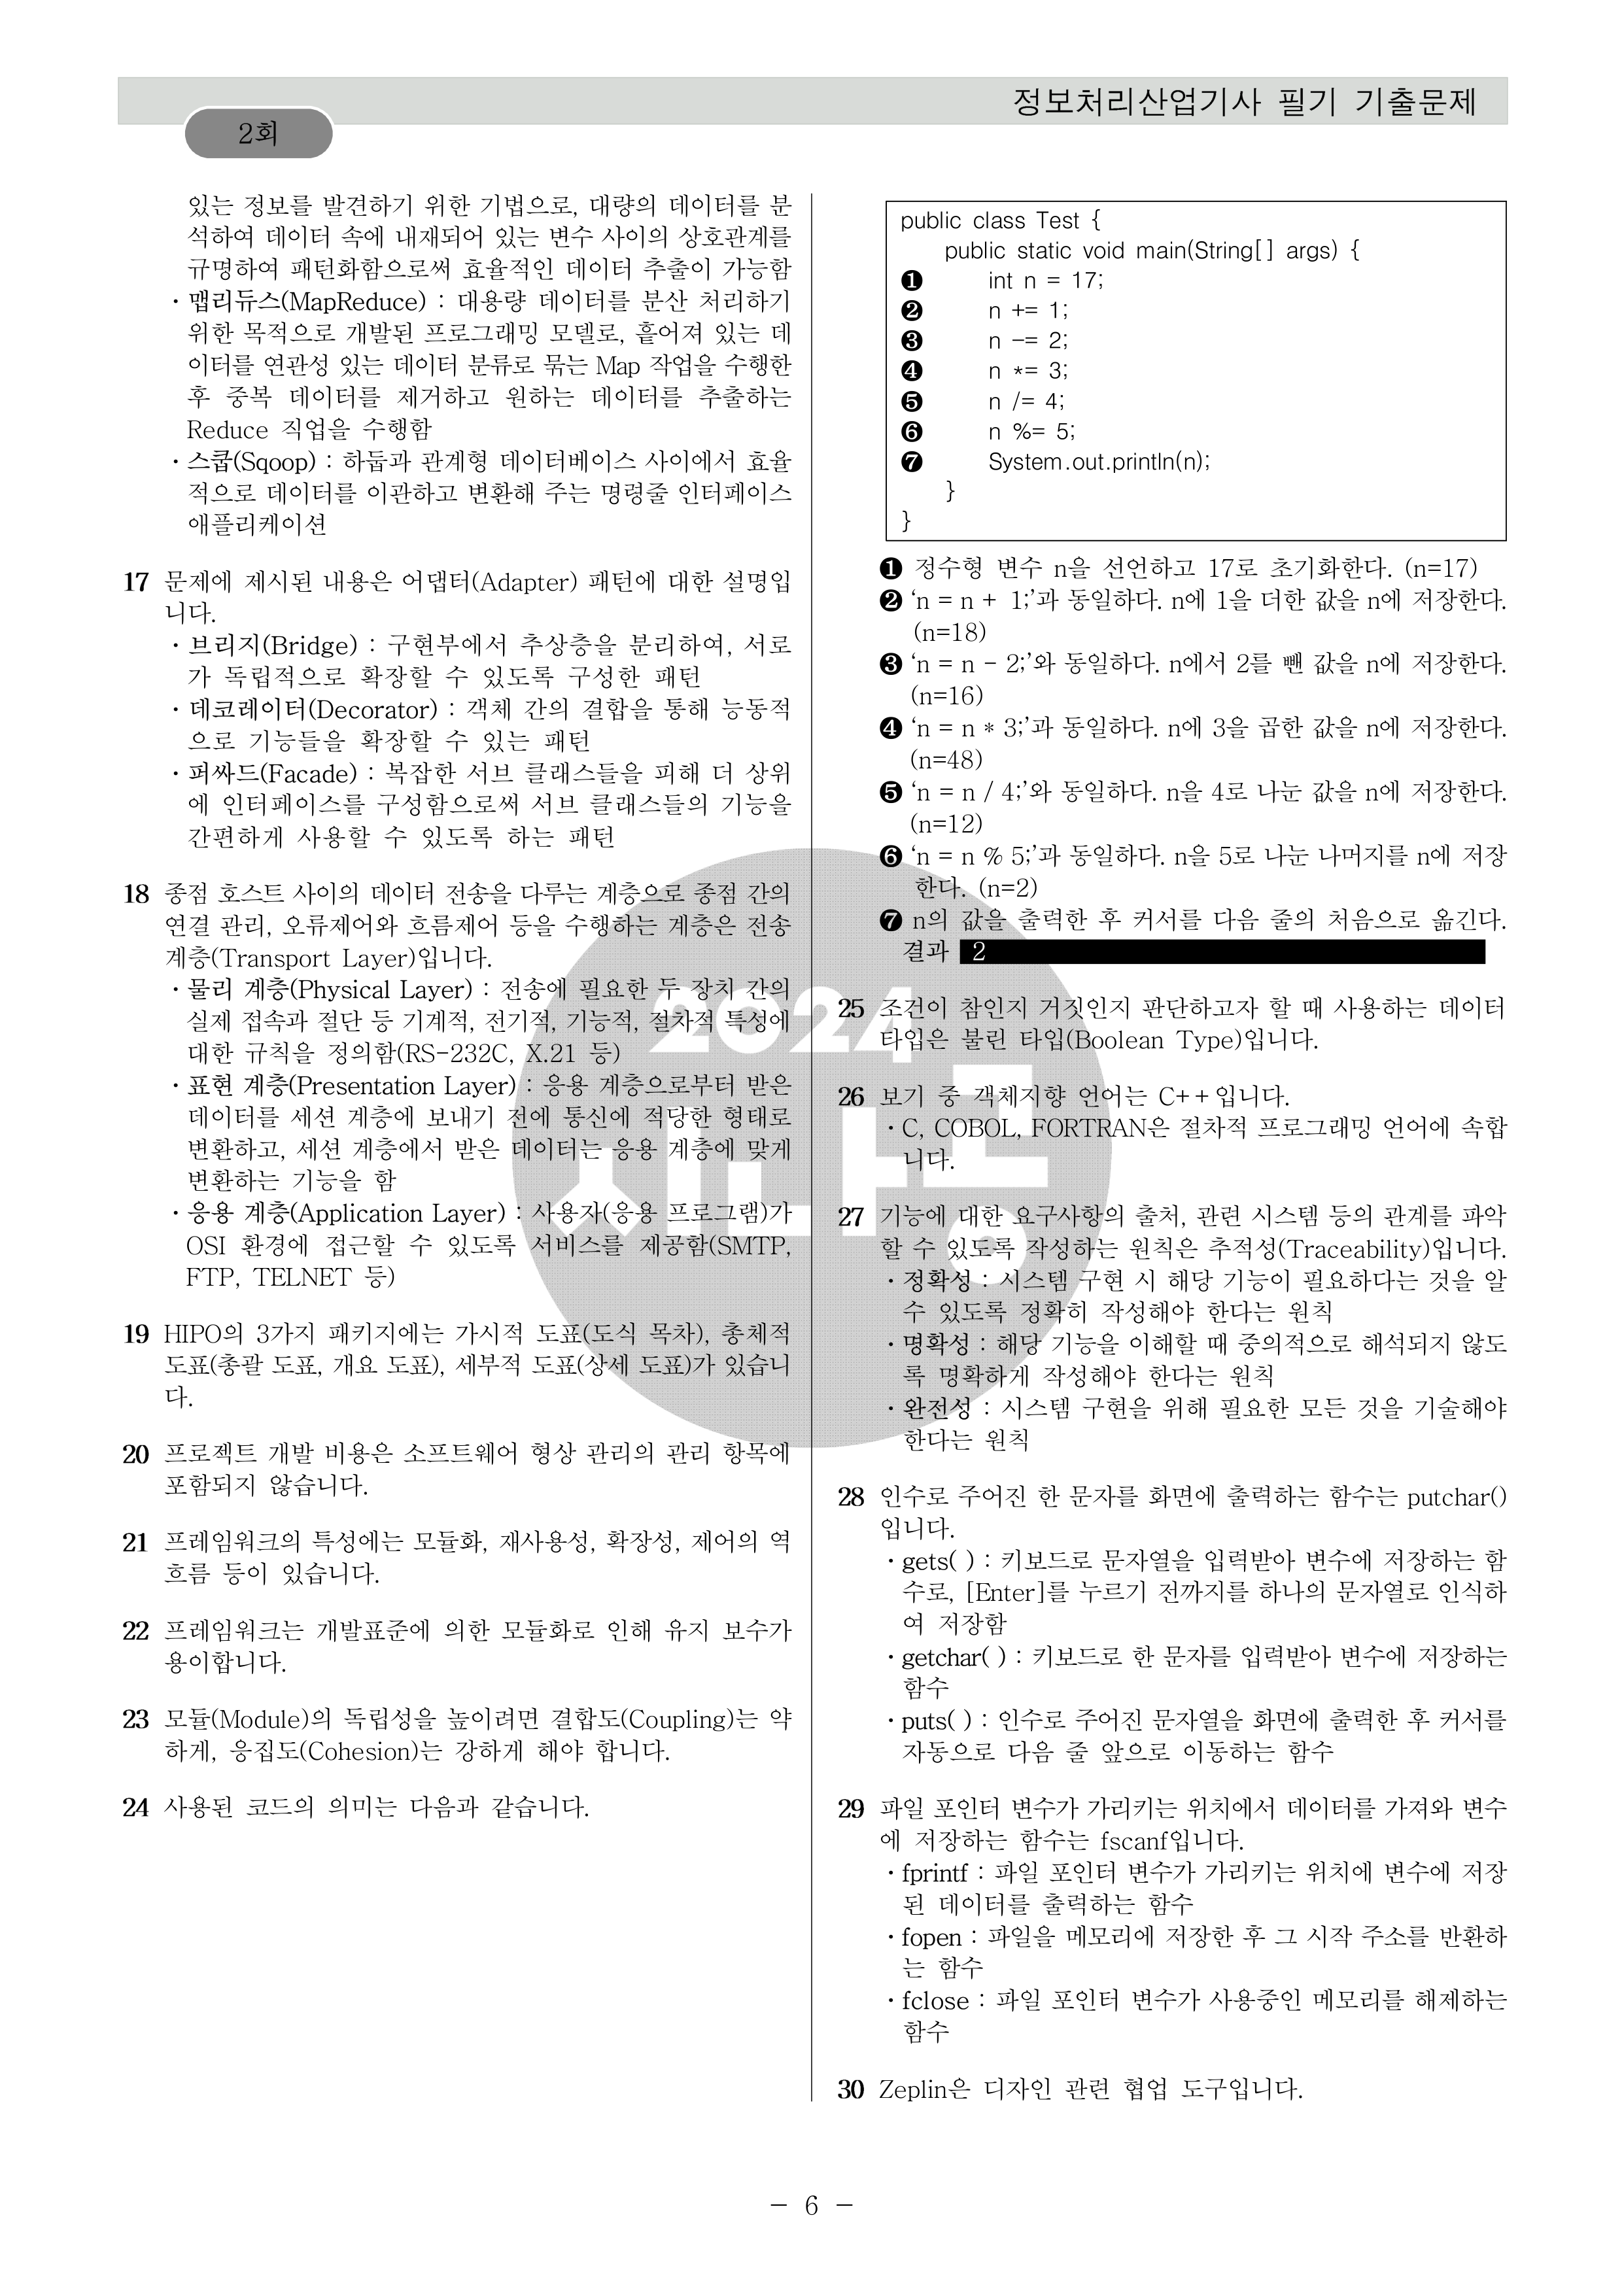 정보처리산업기사 필기 기출문제
2회
있는 정보를 발견하기 위한 기법으로, 대량의 데이터를 분
석하여 데이터 속에 내재되어 있는 변수 사이의 상호관계를
규명하여 패턴화함으로써 효율적인 데이터 추출이 가능함
· 맵리듀스(MapReduce) : 대용량 데이터를 분산 처리하기
위한 목적으로 개발된 프로그래밍 모델로, 흩어져 있는 데
이터를 연관성 있는 데이터 분류로 묶는 Map 작업을 수행한
후 중복 데이터를 제거하고 원하는 데이터를 추출하는
Reduce 직업을 수행함
· 스쿱(Sqoop) : 하둡과 관계형 데이터베이스 사이에서 효율
적으로 데이터를 이관하고 변환해 주는 명령줄 인터페이스
애플리케이션
17 문제에 제시된 내용은 어댑터(Adapter) 패턴에 대한 설명입
니다.
· 브리지(Bridge) : 구현부에서 추상층을 분리하여, 서로
가 독립적으로 확장할 수 있도록 구성한 패턴
· 데코레이터(Decorator) : 객체 간의 결합을 통해 능동적
으로 기능들을 확장할 수 있는 패턴
· 퍼싸드(Facade) : 복잡한 서브 클래스들을 피해 더 상위
에 인터페이스를 구성함으로써 서브 클래스들의 기능을
간편하게 사용할 수 있도록 하는 패턴
18 종점 호스트 사이의 데이터 전송을 다루는 계층으로 종점 간의
연결 관리, 오류제어와 흐름제어 등을 수행하는 계층은 전송
계층(Transport Layer)입니다.
· 물리 계층(Physical Layer) : 전송에 필요한 두 장치 간의
실제 접속과 절단 등 기계적, 전기적, 기능적, 절차적 특성에
대한 규칙을 정의함(RS-232C, X.21 등)
· 표현 계층(Presentation Layer) : 응용 계층으로부터 받은
데이터를 세션 계층에 보내기 전에 통신에 적당한 형태로
변환하고, 세션 계층에서 받은 데이터는 응용 계층에 맞게
변환하는 기능을 함
· 응용 계층(Application Layer) : 사용자(응용 프로그램)가
OSI 환경에 접근할 수 있도록 서비스를 제공함(SMTP,
FTP, TELNET 등)
19 HIPO의 3가지 패키지에는 가시적 도표(도식 목차), 총체적
도표(총괄 도표, 개요 도표), 세부적 도표(상세 도표)가 있습니
다.
20 프로젝트 개발 비용은 소프트웨어 형상 관리의 관리 항목에
포함되지 않습니다.
21 프레임워크의 특성에는 모듈화, 재사용성, 확장성, 제어의 역
흐름 등이 있습니다.
22 프레임워크는 개발표준에 의한 모듈화로 인해 유지 보수가
용이합니다.
23 모듈(Module)의 독립성을 높이려면 결합도(Coupling)는 약
하게, 응집도(Cohesion)는 강하게 해야 합니다.
24 사용된 코드의 의미는 다음과 같습니다.
public class Test {
public static void main(String[] args) {
❶ int n = 17;
❷ n += 1;
❸ n -= 2;
❹ n *= 3;
❺ n /= 4;
❻ n %= 5;
❼ System.out.println(n);
}
}
❶ 정수형 변수 n을 선언하고 17로 초기화한다. (n=17)
❷ ‘n = n + 1;’과 동일하다. n에 1을 더한 값을 n에 저장한다.
(n=18)
❸ ‘n = n - 2;’와 동일하다. n에서 2를 뺀 값을 n에 저장한다.
(n=16)
❹ ‘n = n * 3;’과 동일하다. n에 3을 곱한 값을 n에 저장한다.
(n=48)
❺ ‘n = n / 4;’와 동일하다. n을 4로 나눈 값을 n에 저장한다.
(n=12)
❻ ‘n = n % 5;’과 동일하다. n을 5로 나눈 나머지를 n에 저장
한다. (n=2)
❼ n의 값을 출력한 후 커서를 다음 줄의 처음으로 옮긴다.
결과 2
25 조건이 참인지 거짓인지 판단하고자 할 때 사용하는 데이터
타입은 불린 타입(Boolean Type)입니다.
26 보기 중 객체지향 언어는 C++입니다.
· C, COBOL, FORTRAN은 절차적 프로그래밍 언어에 속합
니다.
27 기능에 대한 요구사항의 출처, 관련 시스템 등의 관계를 파악
할 수 있도록 작성하는 원칙은 추적성(Traceability)입니다.
· 정확성 : 시스템 구현 시 해당 기능이 필요하다는 것을 알
수 있도록 정확히 작성해야 한다는 원칙
· 명확성 : 해당 기능을 이해할 때 중의적으로 해석되지 않도
록 명확하게 작성해야 한다는 원칙
· 완전성 : 시스템 구현을 위해 필요한 모든 것을 기술해야
한다는 원칙
28 인수로 주어진 한 문자를 화면에 출력하는 함수는 putchar()
입니다.
· gets( ) : 키보드로 문자열을 입력받아 변수에 저장하는 함
수로, [Enter]를 누르기 전까지를 하나의 문자열로 인식하
여 저장함
· getchar( ) : 키보드로 한 문자를 입력받아 변수에 저장하는
함수
· puts( ) : 인수로 주어진 문자열을 화면에 출력한 후 커서를
자동으로 다음 줄 앞으로 이동하는 함수
29 파일 포인터 변수가 가리키는 위치에서 데이터를 가져와 변수
에 저장하는 함수는 fscanf입니다.
· fprintf : 파일 포인터 변수가 가리키는 위치에 변수에 저장
된 데이터를 출력하는 함수
· fopen : 파일을 메모리에 저장한 후 그 시작 주소를 반환하
는 함수
· fclose : 파일 포인터 변수가 사용중인 메모리를 해제하는
함수
30 Zeplin은 디자인 관련 협업 도구입니다.
2024
시나공
- 6 -